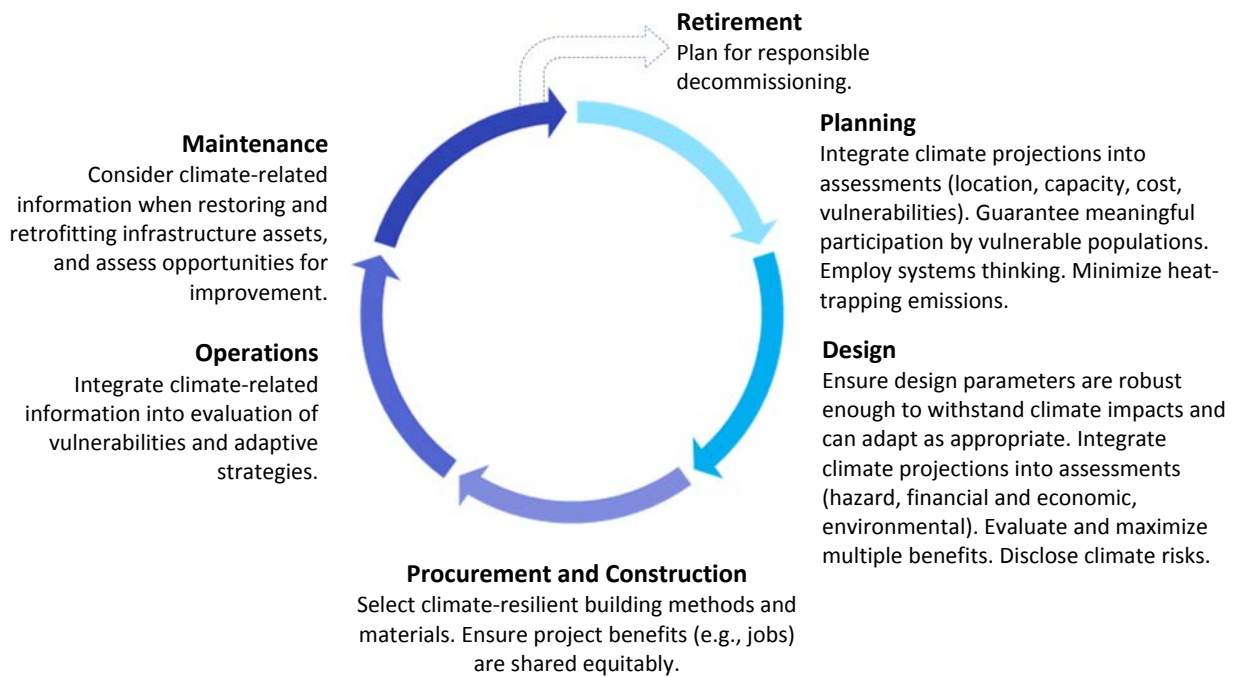 Retirement
Plan for responsible
decommissioning.
Planning
Integrate climate projections into
assessments (location, capacity, cost,
vulnerabilities). Guarantee meaningful
participation by vulnerable populations.
Employ systems thinking. Minimize heat-
trapping emissions.
Design
Ensure design parameters are robust
enough to withstand climate impacts and
can adapt as appropriate. Integrate
climate projections into assessments
(hazard, financial and economic,
environmental). Evaluate and maximize
multiple benefits. Disclose climate risks.
Procurement and Construction
Select climate-resilient building methods and
materials. Ensure project benefits (e.g., jobs)
are shared equitably.
Operations
Integrate climate-related
information into evaluation of
vulnerabilities and adaptive
strategies.
Maintenance
Consider climate-related
information when restoring and
retrofitting infrastructure assets,
and assess opportunities for
improvement.